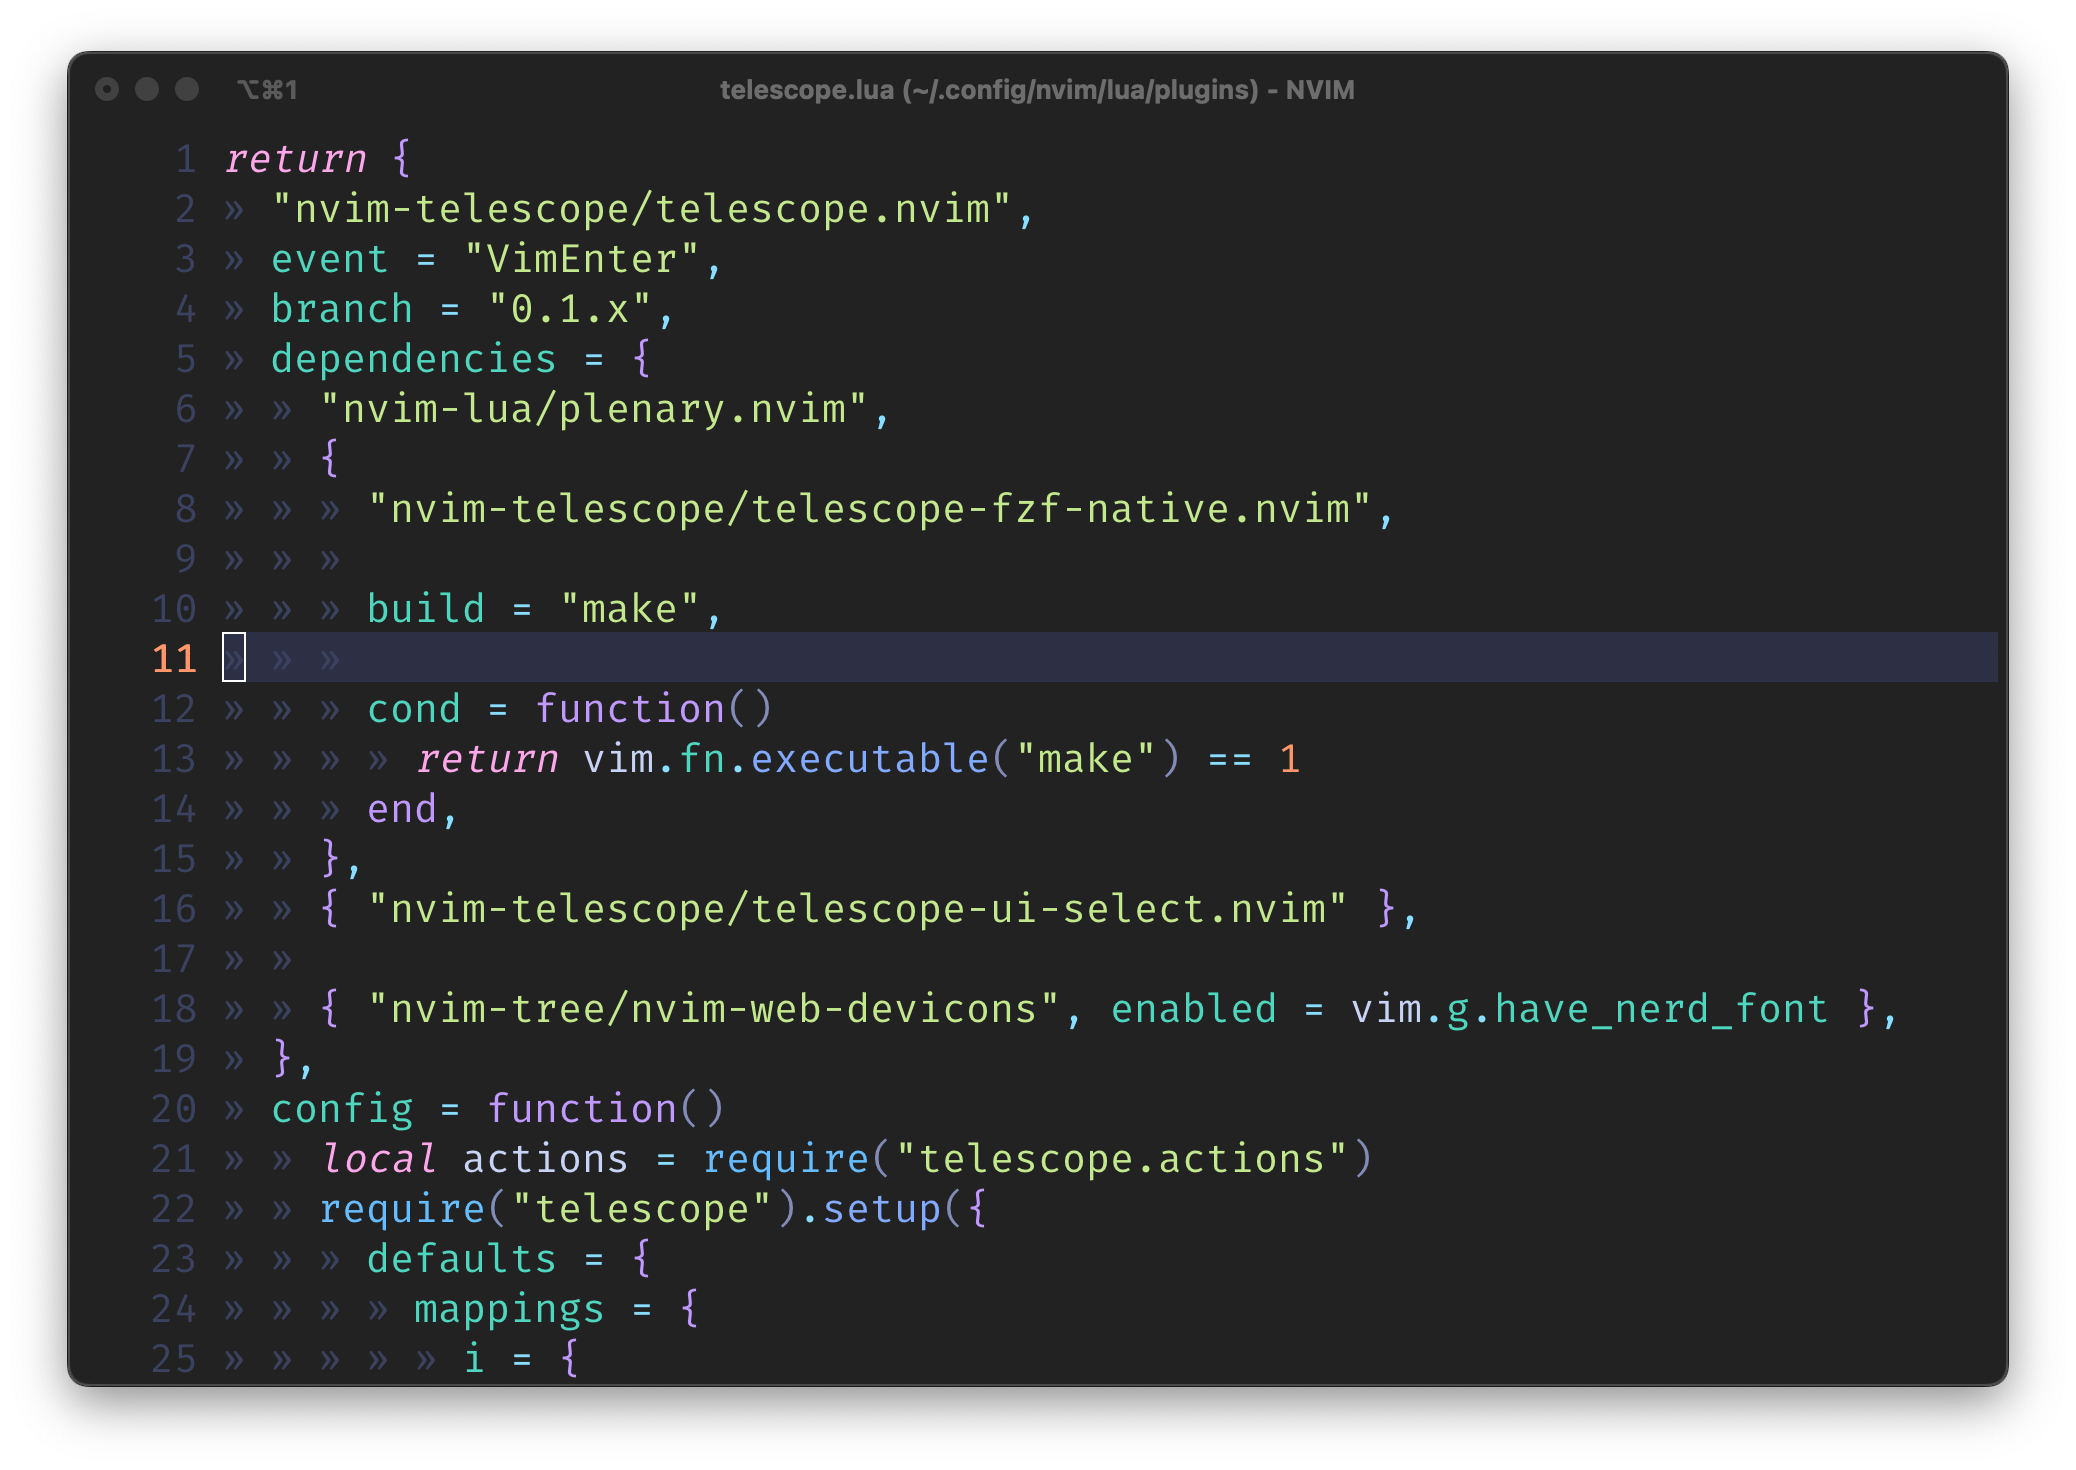 ⌥⌘1 telescope.lua (~/.config/nvim/lua/plugins) - NVIM
1 return {
2 » "nvim-telescope/telescope.nvim",
3 » event = "VimEnter",
4 » branch = "0.1.x",
5 » dependencies = {
6 » » "nvim-lua/plenary.nvim",
7 » » {
8 » » » "nvim-telescope/telescope-fzf-native.nvim",
9 » » »
10 » » » build = "make",
11 » » »
12 » » » cond = function()
13 » » » » return vim.fn.executable("make") == 1
14 » » » end,
15 » » },
16 » » { "nvim-telescope/telescope-ui-select.nvim" },
17 » »
18 » » { "nvim-tree/nvim-web-devicons", enabled = vim.g.have_nerd_font },
19 » },
20 » config = function()
21 » » local actions = require("telescope.actions")
22 » » require("telescope").setup({
23 » » » defaults = {
24 » » » » mappings = {
25 » » » » » i = {